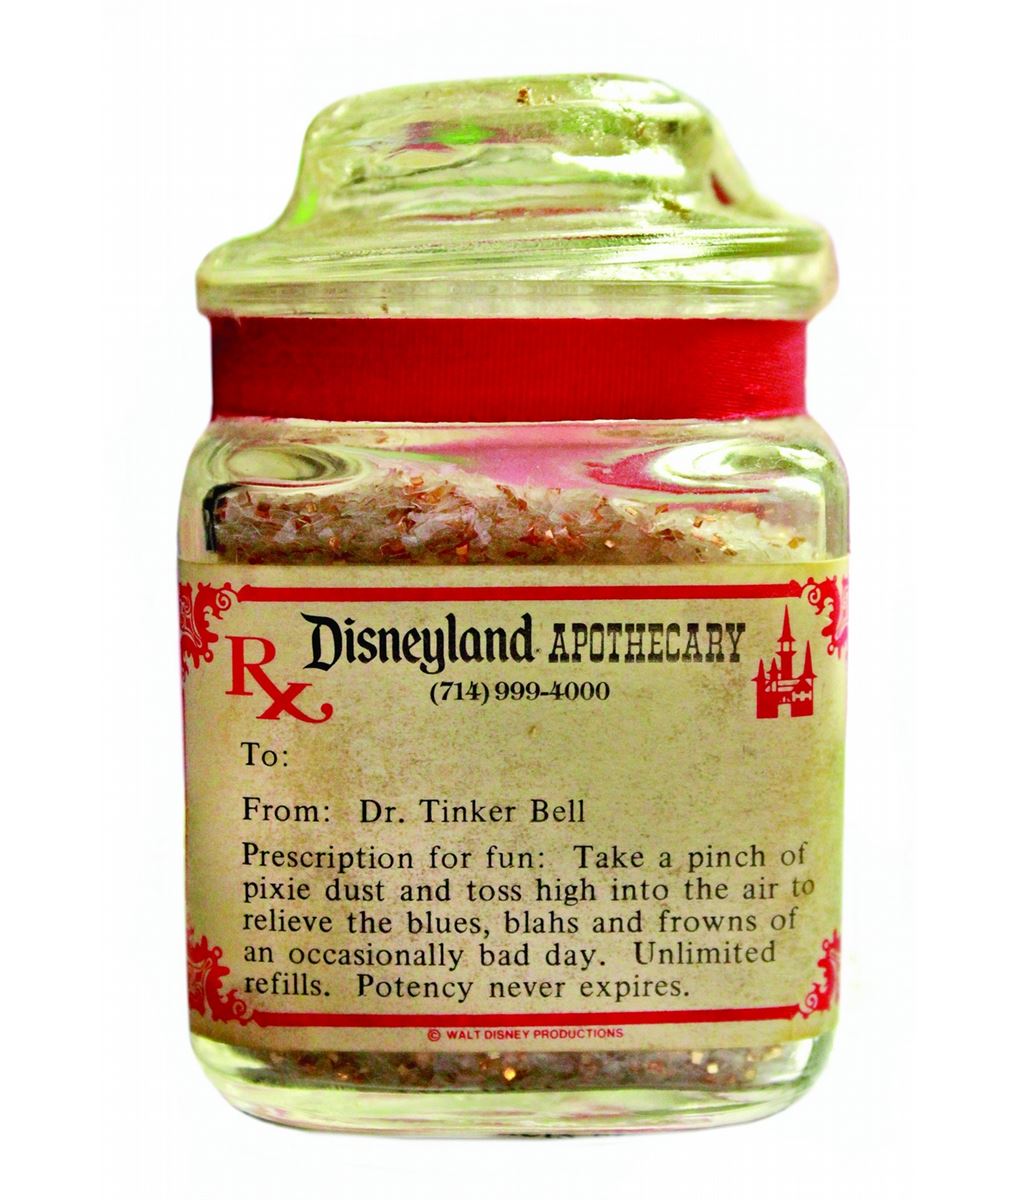 Rx Disneyland APOTHECARY
(714) 999-4000
To:
From: Dr. Tinker Bell
Prescription for fun: Take a pinch of
pixie dust and toss high into the air to
relieve the blues, blahs and frowns of
an occasionally bad day. Unlimited
refills. Potency never expires.
© WALT DISNEY PRODUCTIONS